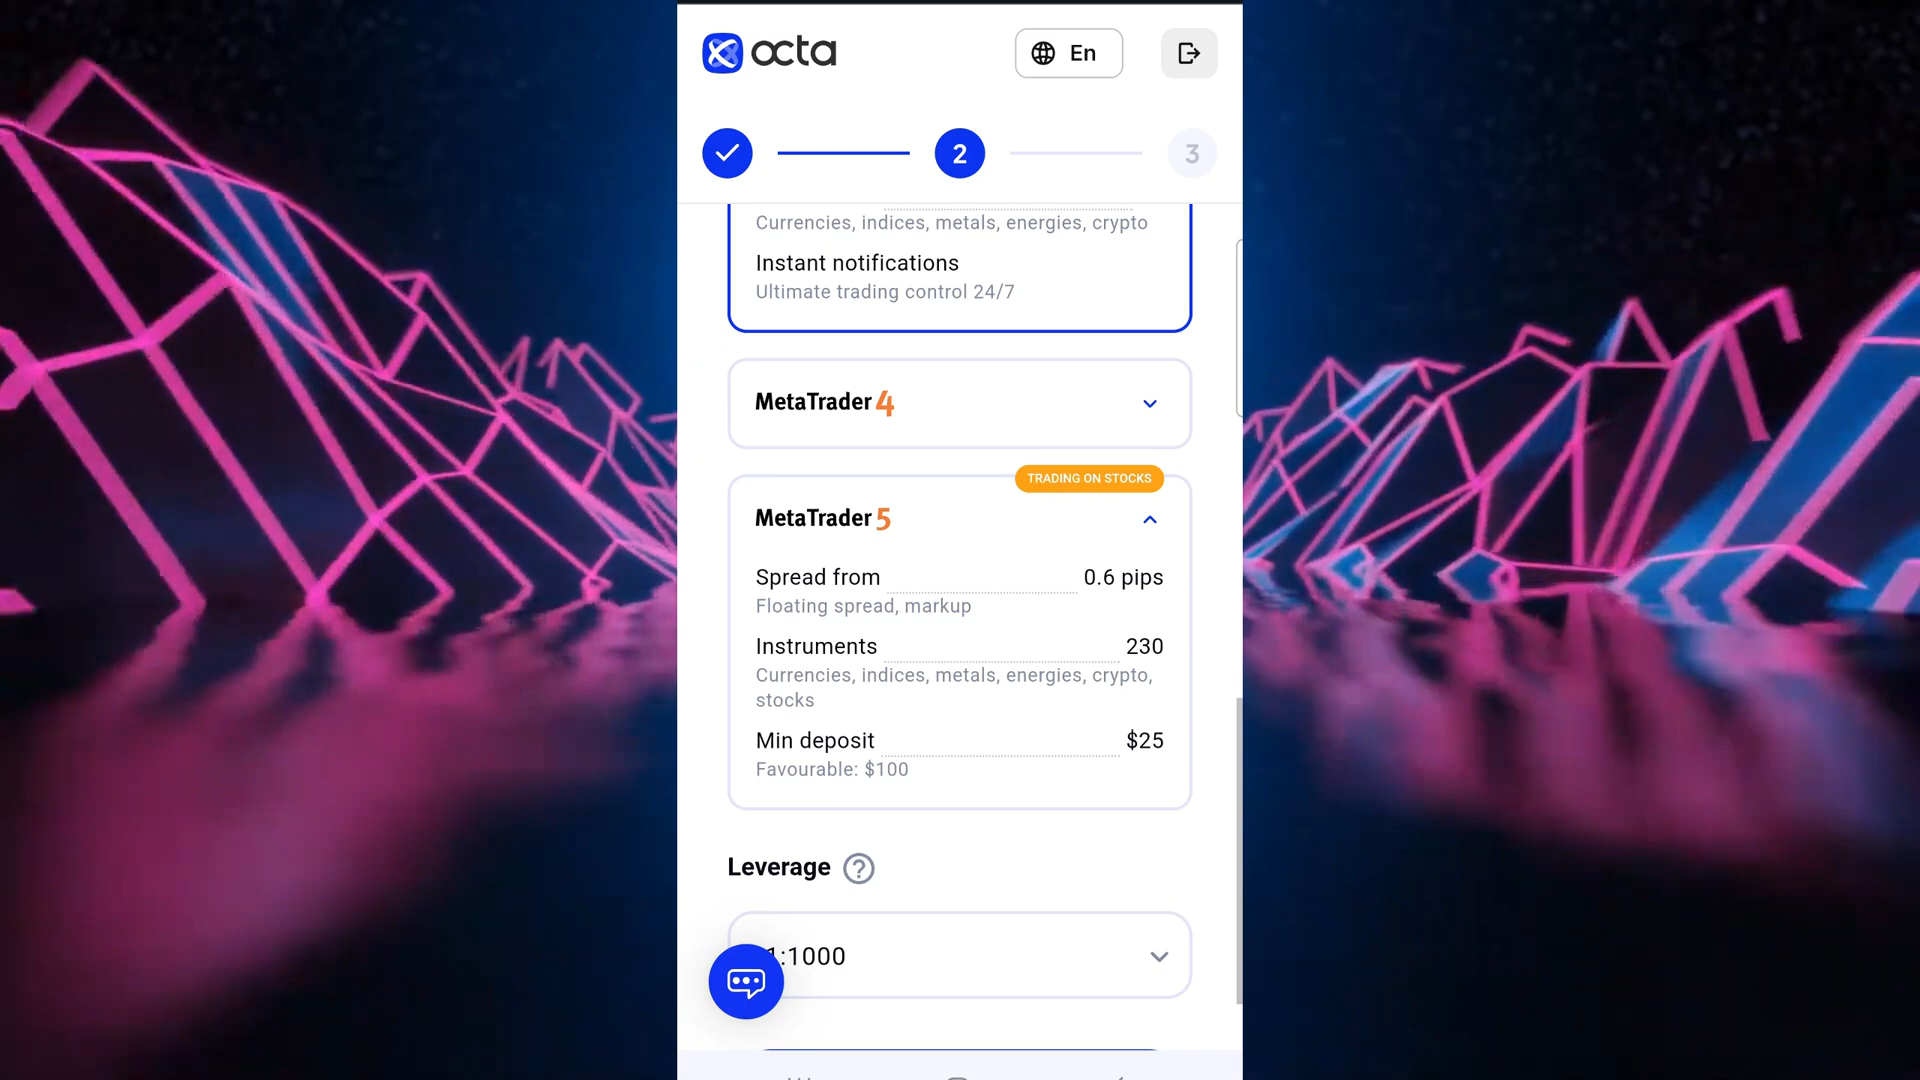 octa
En
2
3
Currencies, indices, metals, energies, crypto
Instant notifications
Ultimate trading control 24/7
MetaTrader 4
TRADING ON STOCKS
MetaTrader 5
Spread from 0.6 pips
Floating spread, markup
Instruments 230
Currencies, indices, metals, energies, crypto,
stocks
Min deposit $25
Favourable: $100
Leverage ?
1:1000